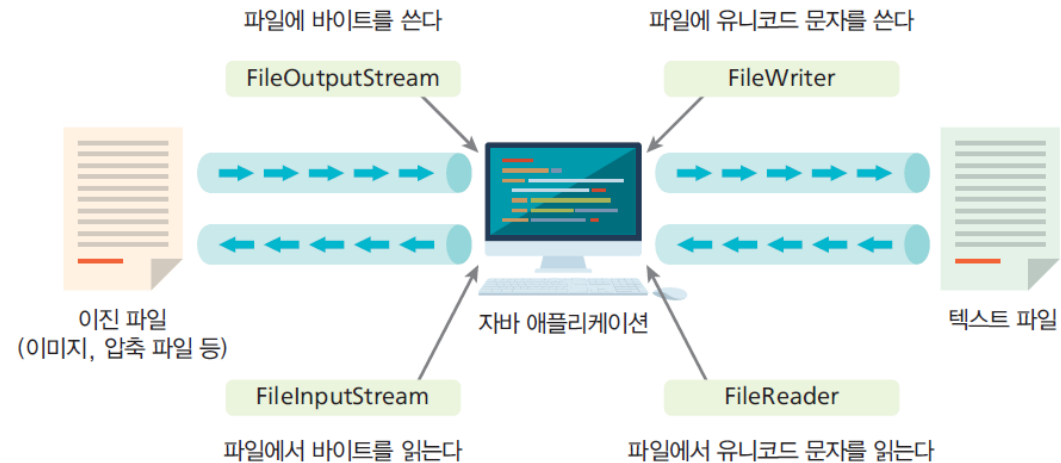 파일에 바이트를 쓴다
파일에 유니코드 문자를 쓴다
FileOutputStream
FileWriter
이진 파일
(이미지, 압축 파일 등)
자바 애플리케이션
텍스트 파일
FileInputStream
FileReader
파일에서 바이트를 읽는다
파일에서 유니코드 문자를 읽는다